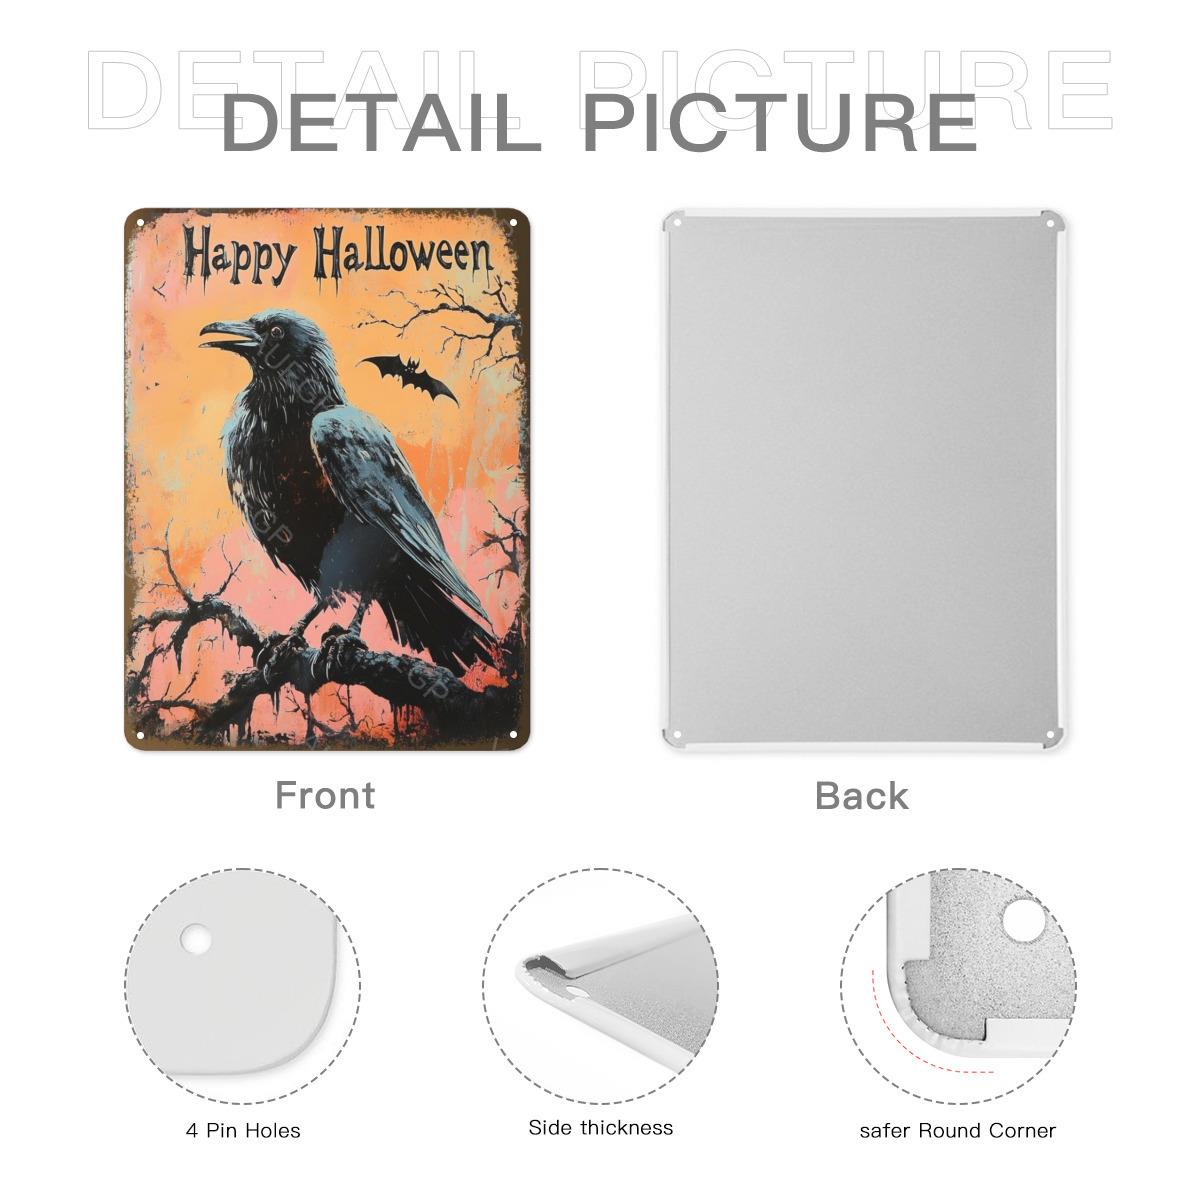 DETAIL PICTURE
DETAIL PICTURE
Happy Halloween
Front
Back
4 Pin Holes
Side thickness
safer Round Corner